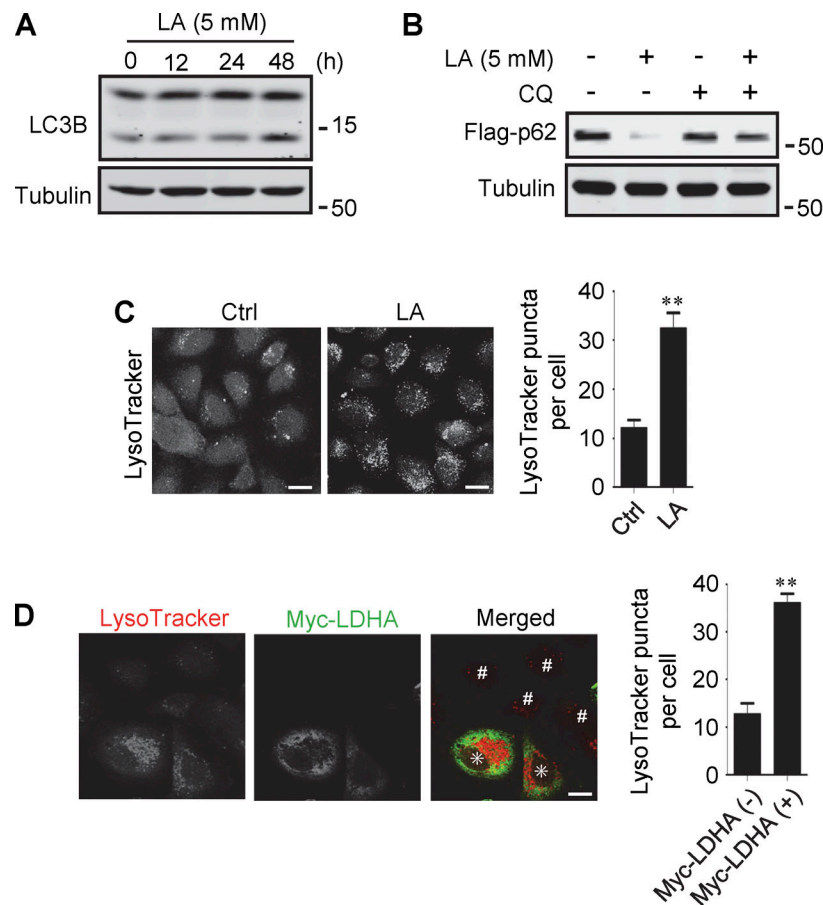 A
LA (5 mM)
0 12 24 48 (h)
LC3B
- 15
Tubulin
- 50
B
LA (5 mM) - + - +
CQ - - + +
Flag-p62
-50
Tubulin
-50
C
Ctrl LA
LysoTracker
LysoTracker puncta
per cell
40
30
20
10
0
**
Ctrl
LA
D
LysoTracker Myc-LDHA Merged
# #
# #
* *
LysoTracker puncta
per cell
40
30
20
10
0
**
Myc-LDHA (-)
Myc-LDHA (+)